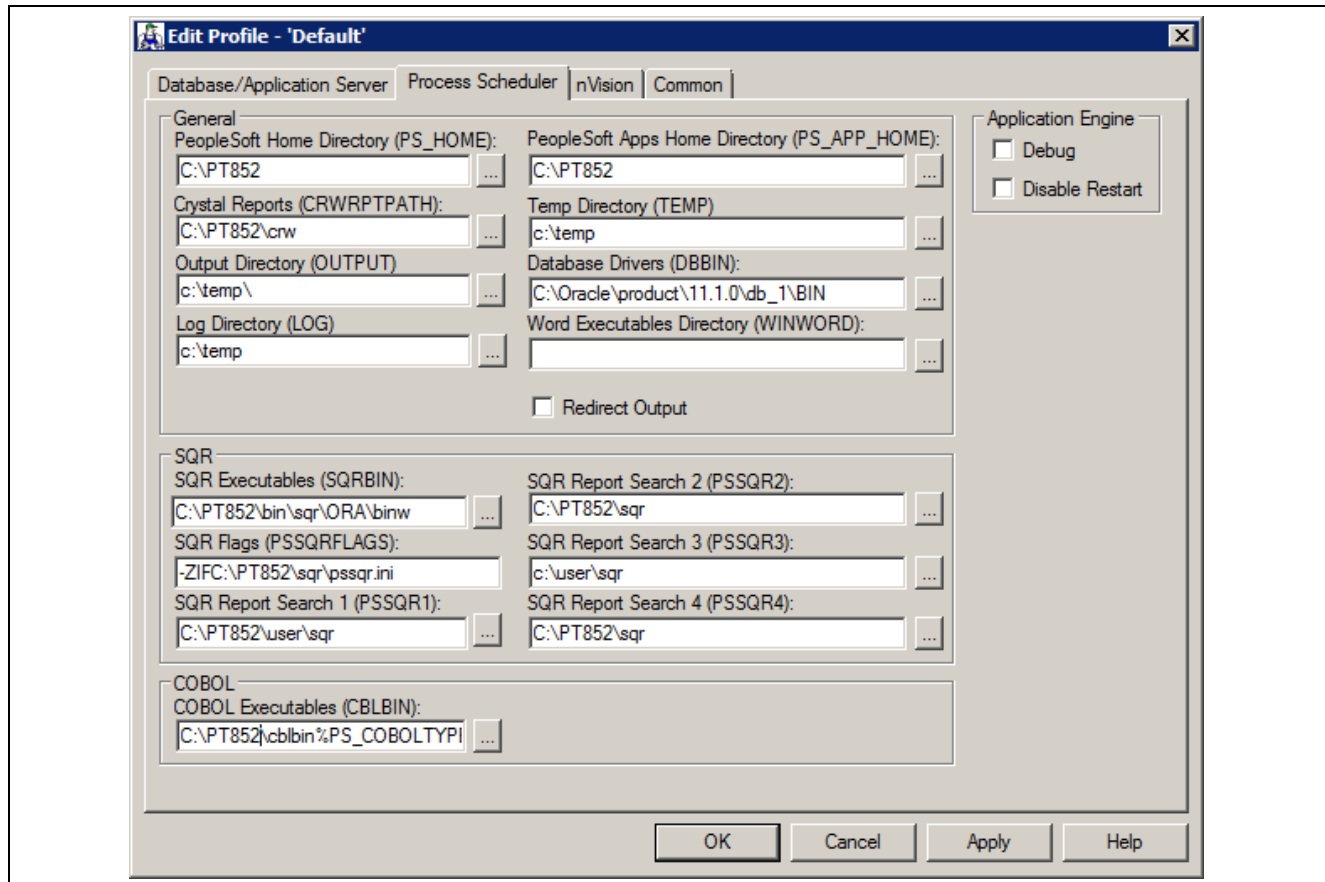 Edit Profile - 'Default'
Database/Application Server
Process Scheduler
nVision
Common
General
PeopleSoft Home Directory (PS_HOME):
C:\PT852
...
PeopleSoft Apps Home Directory (PS_APP_HOME):
C:\PT852
...
Crystal Reports (CRWRPTPATH):
C:\PT852\crw
...
Temp Directory (TEMP)
c:\temp
...
Output Directory (OUTPUT)
c:\temp\
...
Database Drivers (DBBIN):
C:\Oracle\product\11.1.0\db_1\BIN
...
Log Directory (LOG)
c:\temp
...
Word Executables Directory (WINWORD):
...
Redirect Output
Application Engine
Debug
Disable Restart
SQR
SQR Executables (SQRBIN):
C:\PT852\bin\sqr\ORA\binw
...
SQR Report Search 2 (PSSQR2):
C:\PT852\sqr
...
SQR Flags (PSSQRFLAGS):
-ZIFC:\PT852\sqr\pssqr.ini
SQR Report Search 3 (PSSQR3):
c:\user\sqr
...
SQR Report Search 1 (PSSQR1):
C:\PT852\user\sqr
...
SQR Report Search 4 (PSSQR4):
C:\PT852\sqr
...
COBOL
COBOL Executables (CBLBIN):
C:\PT852\cblbin%PS_COBOLTYPI
...
OK
Cancel
Apply
Help